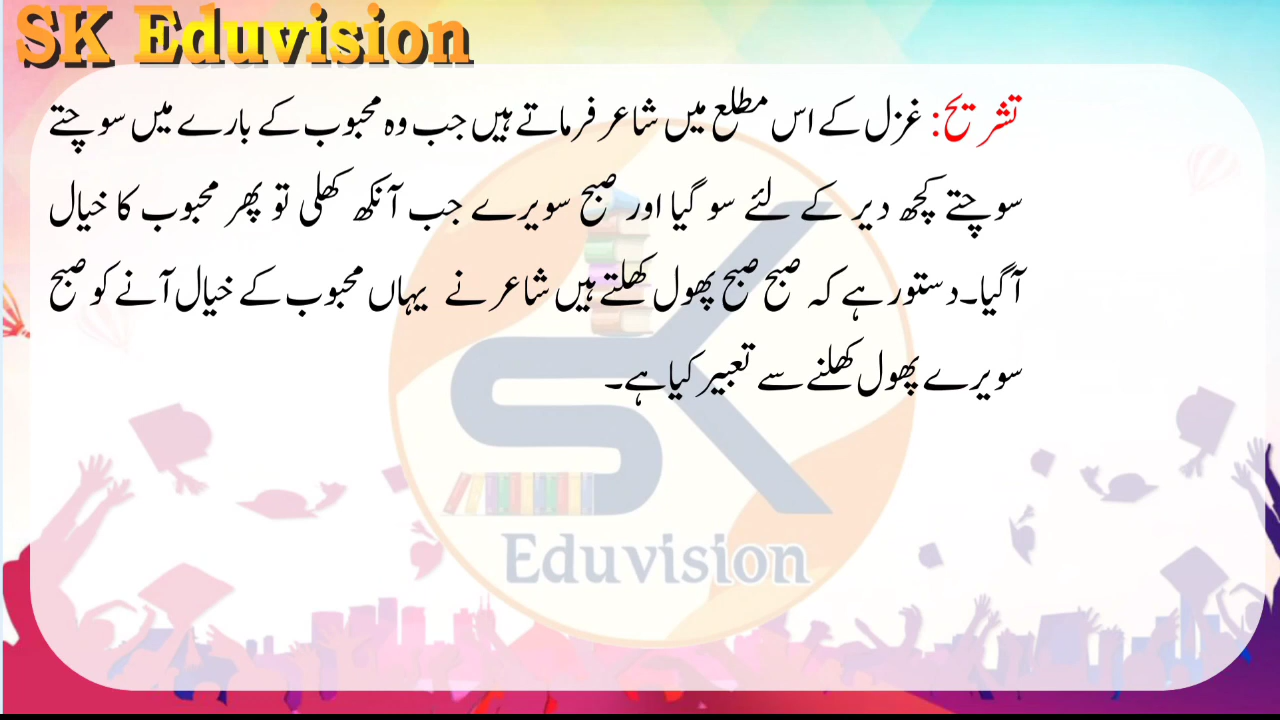 SK Eduvision
تشریح: غزل کے اس مطلع میں شاعر فرماتے ہیں جب وہ محبوب کے بارے میں سوچتے
سوچتے کچھ دیر کے لئے سو گیا اور صبح سویرے جب آنکھ کھلی تو پھر محبوب کا خیال
آگیا۔دستور ہے کہ صبح صبح پھول کھلتے ہیں شاعر نے یہاں محبوب کے خیال آنے کو صبح
سویرے پھول کھلنے سے تعبیر کیا ہے۔
SK
Eduvision